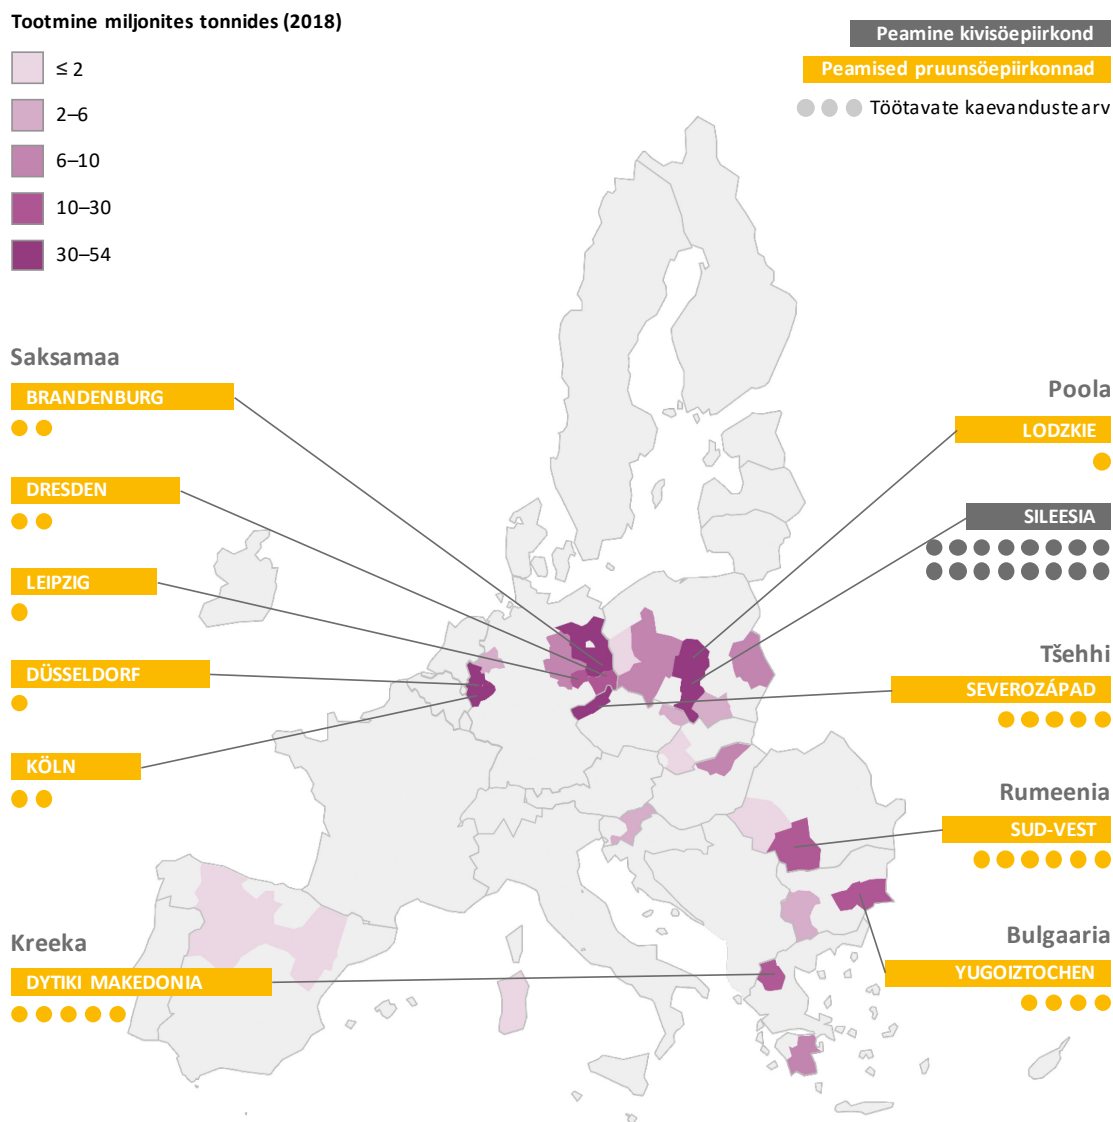 Tootmine miljonites tonnides (2018)
≤ 2
2–6
6–10
10–30
30–54
Peamine kivisöepiirkond
Peamised pruunsöepiirkonnad
Töötavate kaevanduste arv
Saksamaa
BRANDENBURG
DRESDEN
LEIPZIG
DÜSSELDORF
KÖLN
Kreeka
DYTIKI MAKEDONIA
Poola
LODZKIE
SILEESIA
Tšehhi
SEVEROZÁPAD
Rumeenia
SUD-VEST
Bulgaaria
YUGOIZTOCHEN